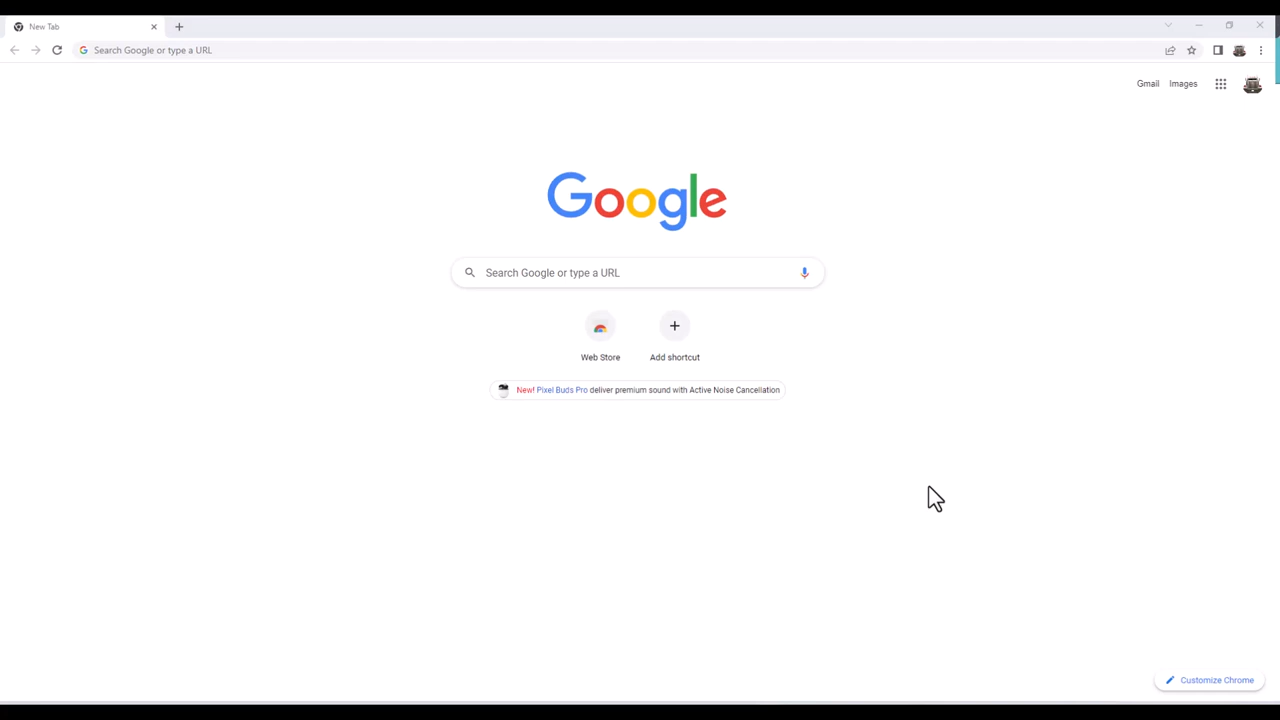 New Tab
Search Google or type a URL
Gmail Images
Google
Search Google or type a URL
Web Store Add shortcut
New! Pixel Buds Pro deliver premium sound with Active Noise Cancellation
Customize Chrome